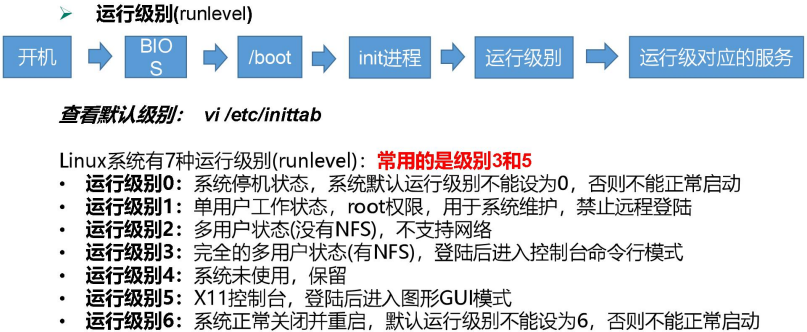 ➢ 运行级别(runlevel)
开机
BIO
S
/boot
init进程
运行级别
运行级对应的服务
查看默认级别： vi /etc/inittab
Linux系统有7种运行级别(runlevel)：常用的是级别3和5
• 运行级别0：系统停机状态，系统默认运行级别不能设为0，否则不能正常启动
• 运行级别1：单用户工作状态，root权限，用于系统维护，禁止远程登陆
• 运行级别2：多用户状态(没有NFS)，不支持网络
• 运行级别3：完全的多用户状态(有NFS)，登陆后进入控制台命令行模式
• 运行级别4：系统未使用，保留
• 运行级别5：X11控制台，登陆后进入图形GUI模式
• 运行级别6：系统正常关闭并重启，默认运行级别不能设为6，否则不能正常启动